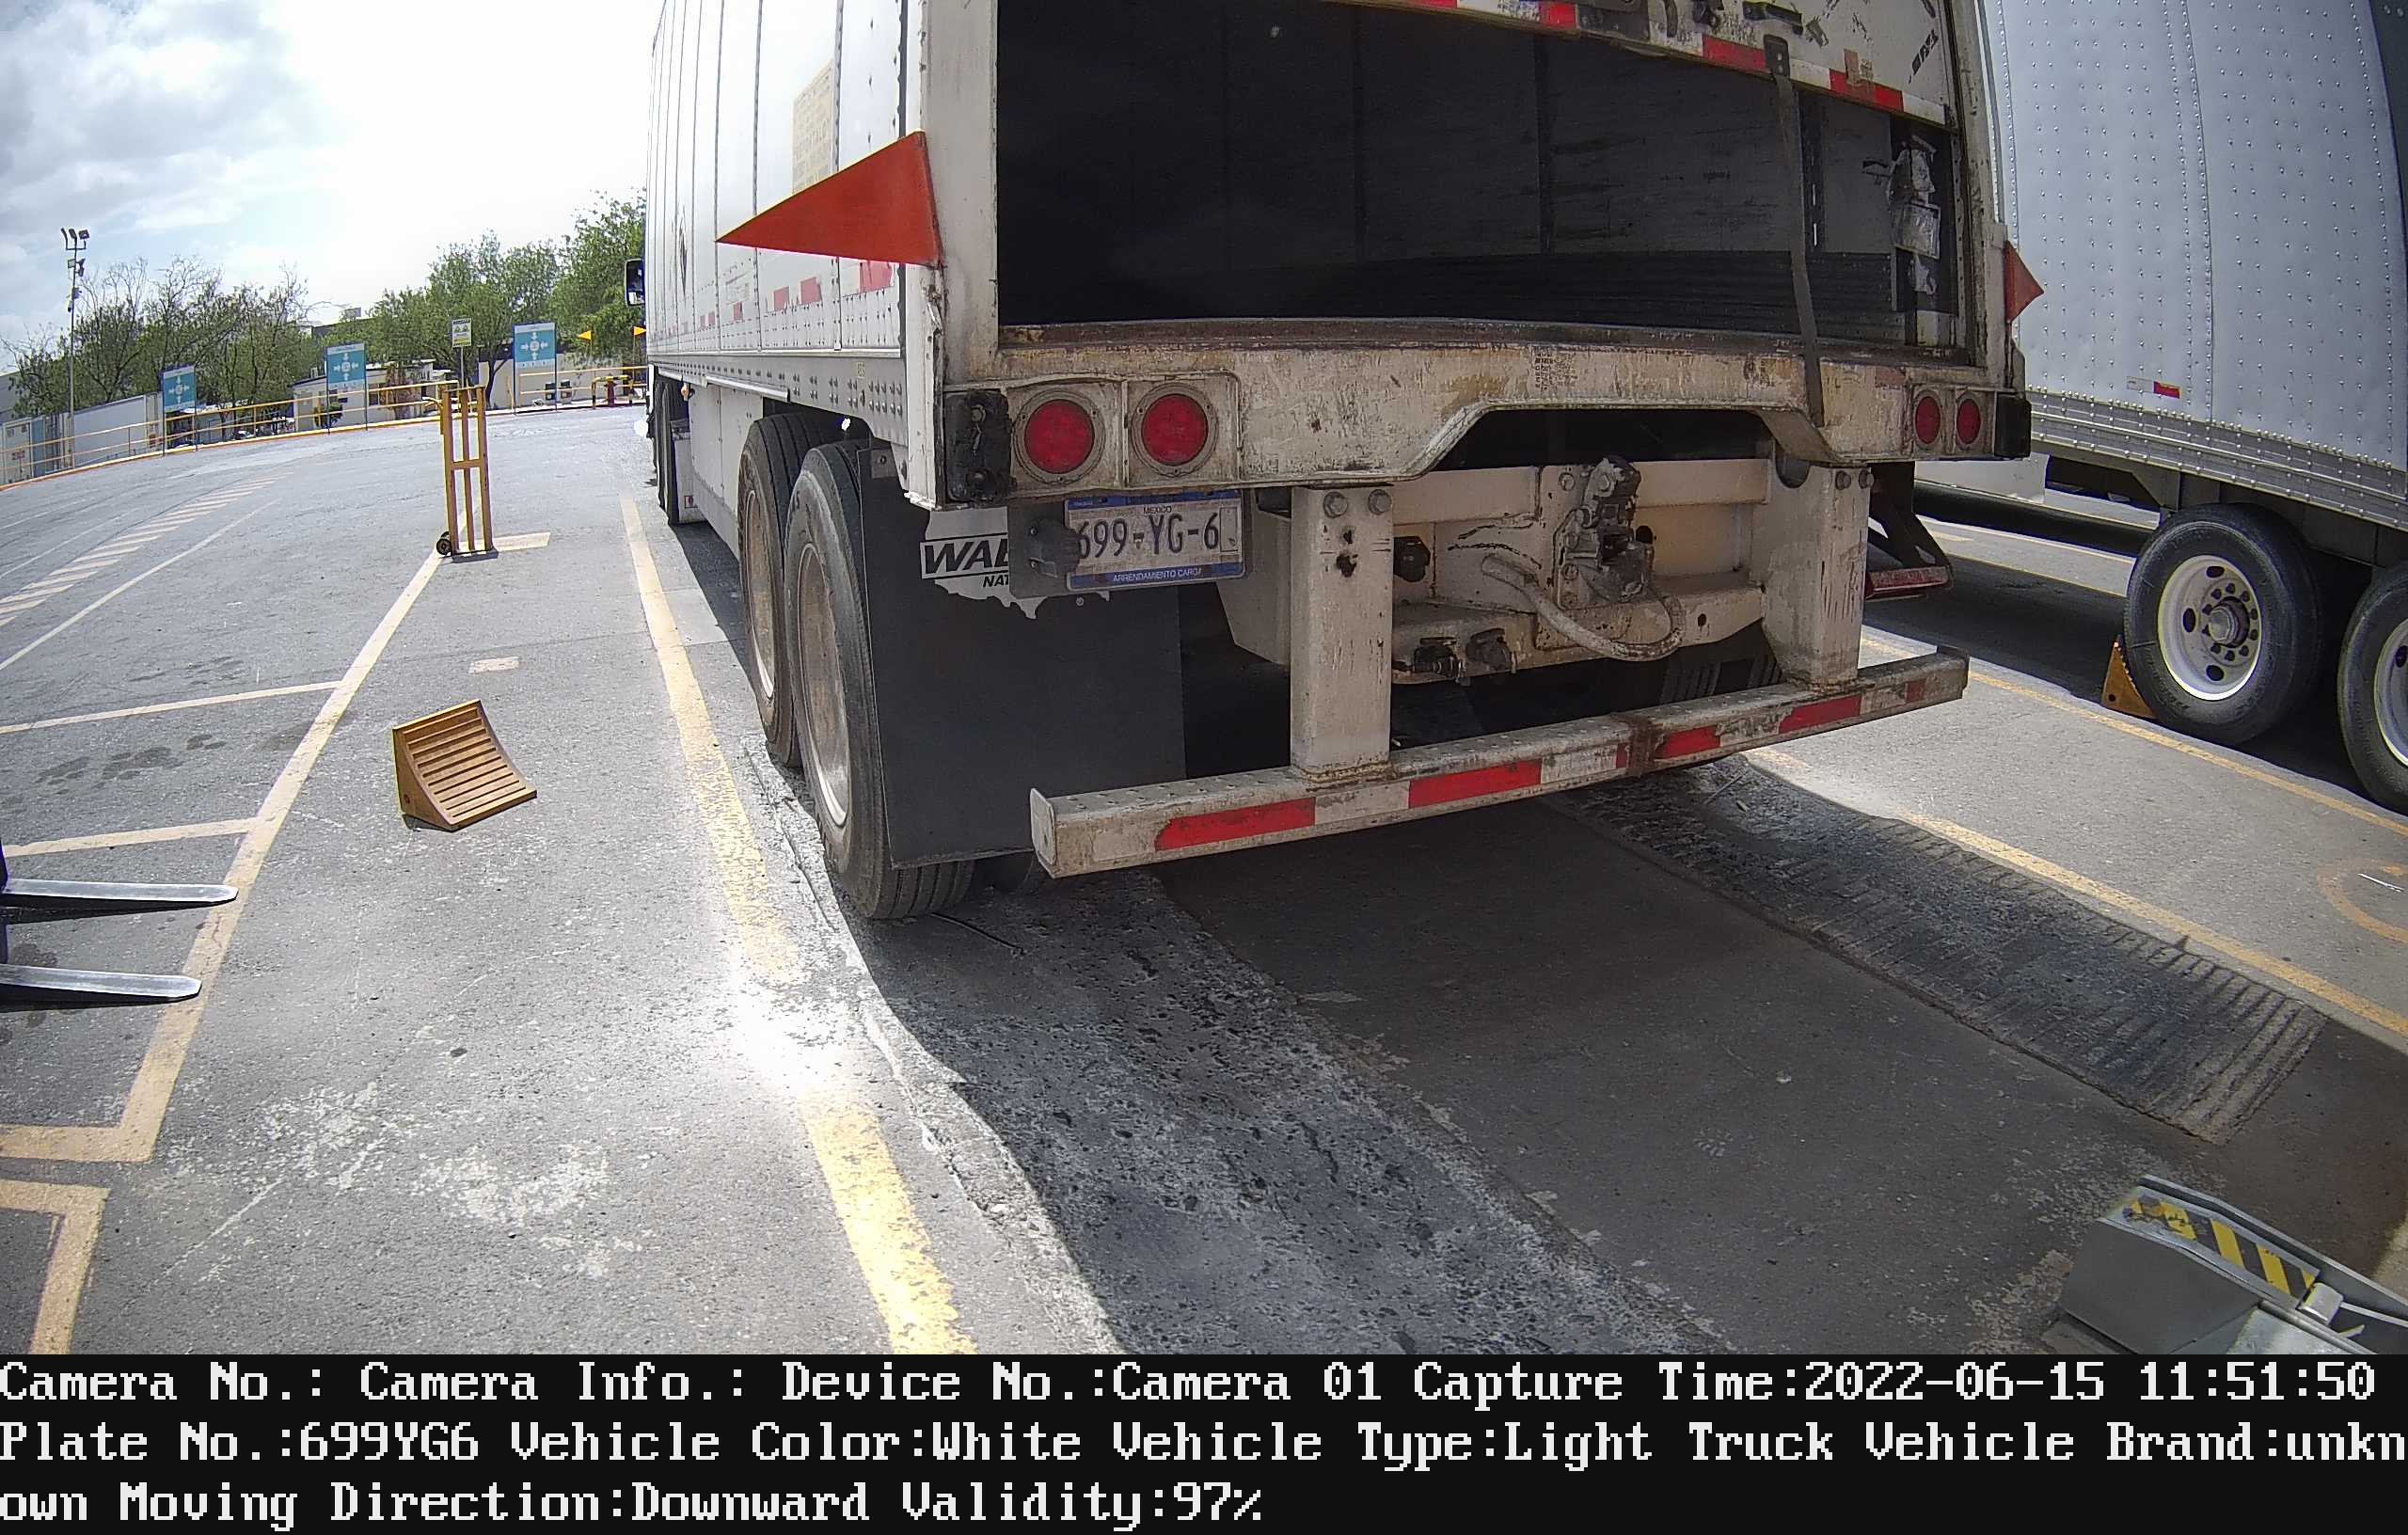 WAB
NAT
®
MEXICO
699-YG-6
ARRENDAMIENTO CARGA
Camera No.: Camera Info.: Device No.:Camera 01 Capture Time:2022-06-15 11:51:50
Plate No.:699YG6 Vehicle Color:White Vehicle Type:Light Truck Vehicle Brand:unkn
own Moving Direction:Downward Validity:97%